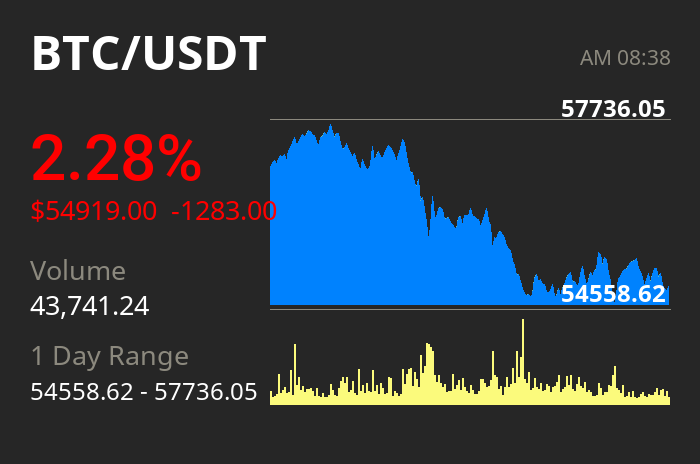 BTC/USDT
AM 08:38
57736.05
2.28%
$54919.00 -1283.00
Volume
43,741.24
54558.62
1 Day Range
54558.62 - 57736.05